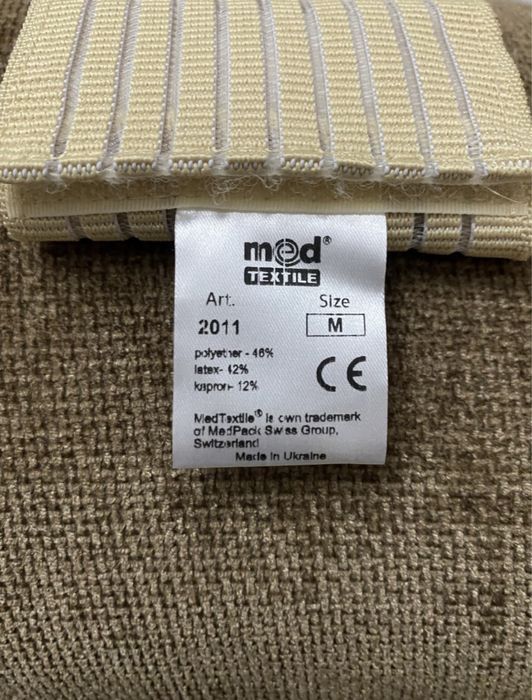 med®
TEXTILE
Art. Size
2011 M
polyether - 46%
latex- 42%
kapron- 12%
CE
MedTextile® is own trademark
of MedPack Swiss Group,
Switzerland
Made in Ukraine